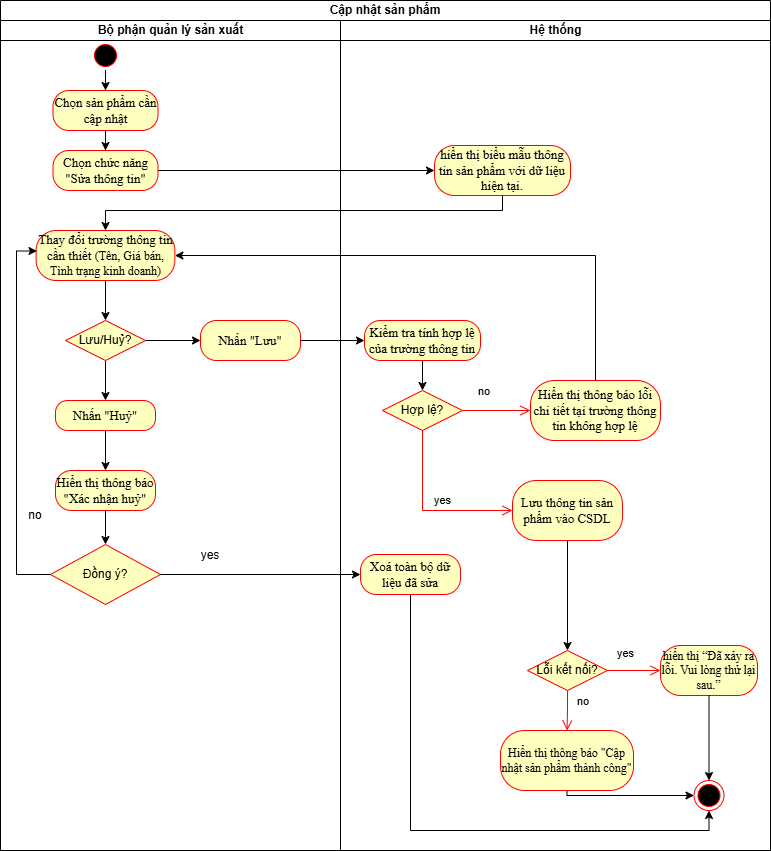 Cập nhật sản phẩm
Bộ phận quản lý sản xuất
Hệ thống
Chọn sản phẩm cần
cập nhật
Chọn chức năng
"Sửa thông tin"
hiển thị biểu mẫu thông
tin sản phẩm với dữ liệu
hiện tại.
Thay đổi trường thông tin
cần thiết (Tên, Giá bán,
Tình trạng kinh doanh)
Lưu/Huỷ?
Nhấn "Lưu"
Kiểm tra tính hợp lệ
của trường thông tin
Hợp lệ?
no
Hiển thị thông báo lỗi
chi tiết tại trường thông
tin không hợp lệ
Nhấn "Huỷ"
Hiển thị thông báo
"Xác nhận huỷ"
no
yes
Lưu thông tin sản
phẩm vào CSDL
Đồng ý?
yes
Xoá toàn bộ dữ
liệu đã sửa
Lỗi kết nối?
yes
hiển thị “Đã xảy ra
lỗi. Vui lòng thử lại
sau.”
no
Hiển thị thông báo "Cập
nhật sản phẩm thành công"